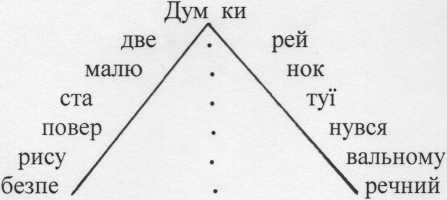 Дум ки
две рей
малю нок
ста туї
повер нувся
рису вальному
безпе речний